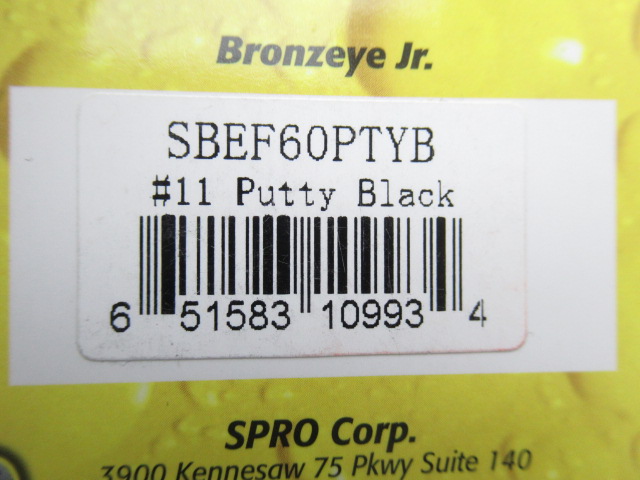 Bronzeye Jr.
SBEF60PTYB
#11 Putty Black
6 51583 10993 4
SPRO Corp.
3900 Kennesaw 75 Pkwy Suite 140